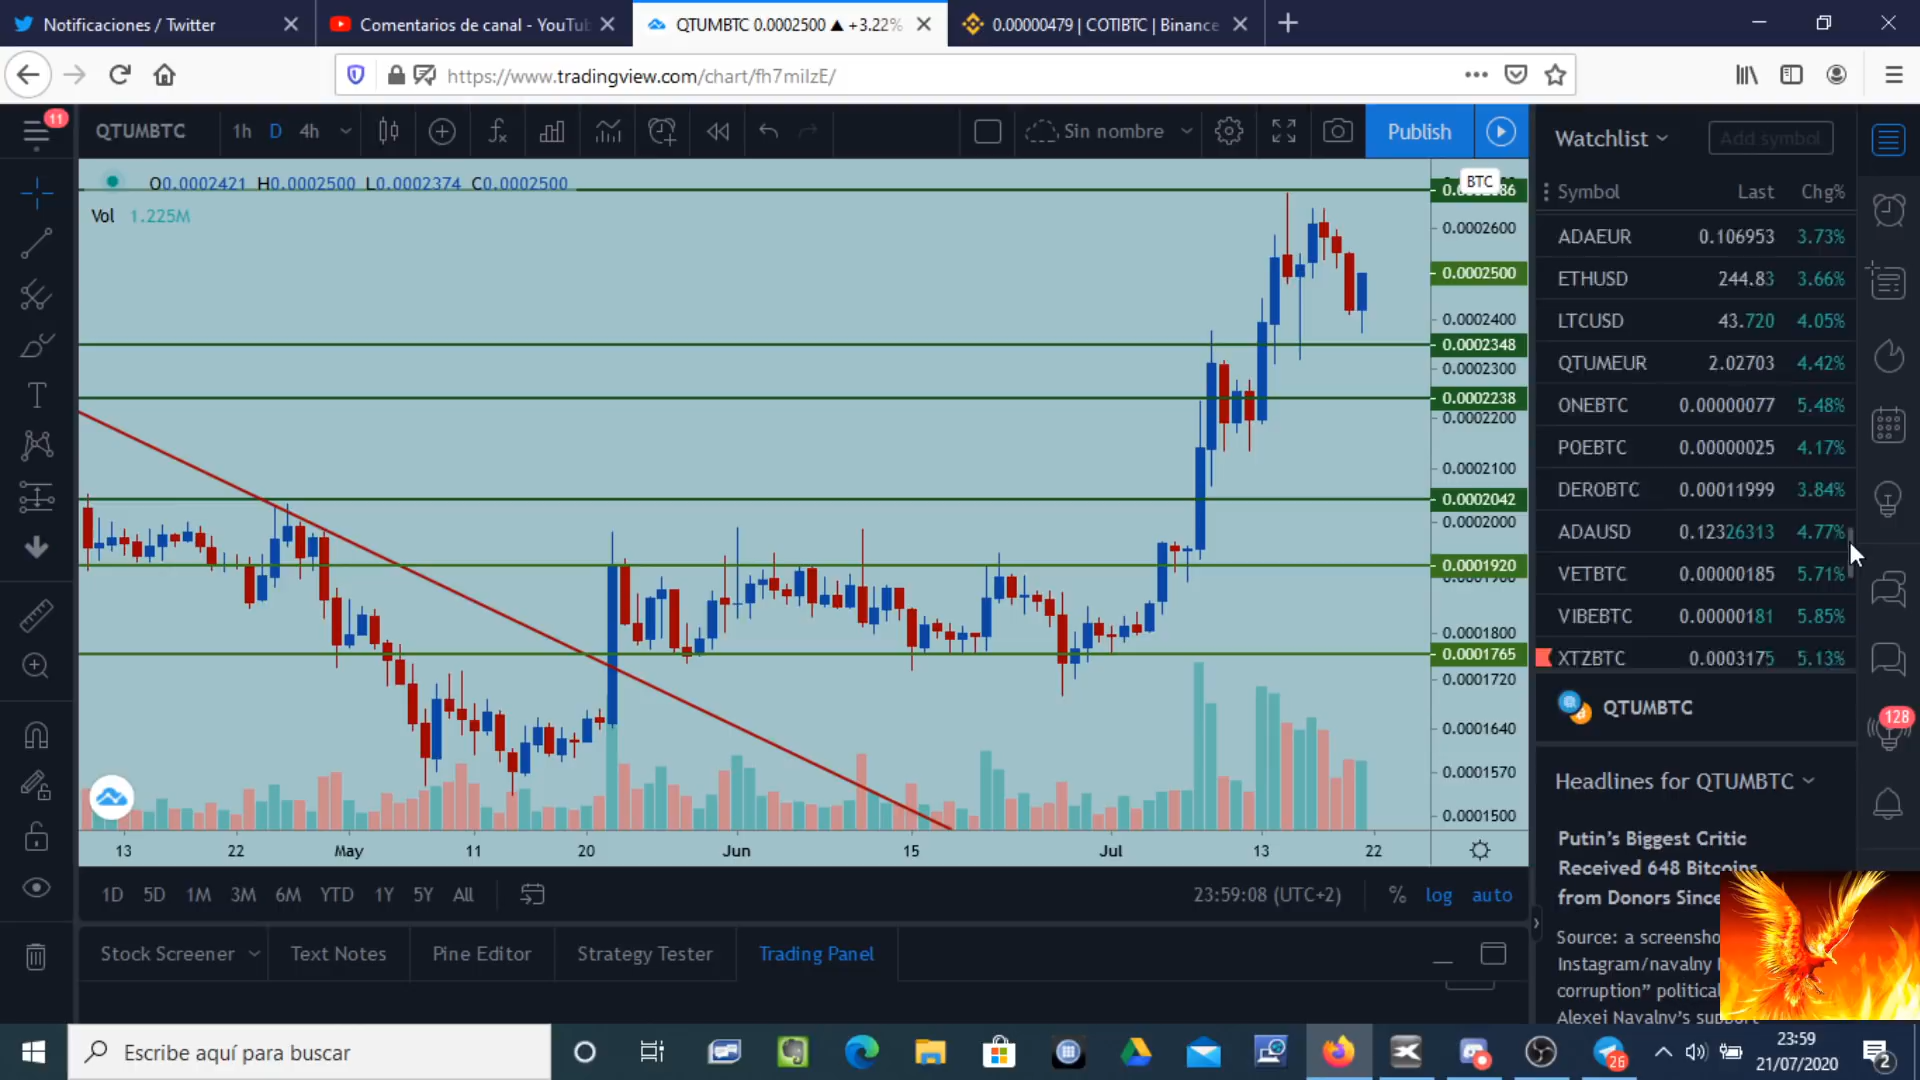 Notificaciones / Twitter
Comentarios de canal - YouTub
QTUMBTC 0.0002500 ▲ +3.22%
0.00000479 | COTIBTC | Binance
https://www.tradingview.com/chart/fh7miIzE/
11
QTUMBTC
1h D 4h
Sin nombre
Publish
O0.0002421 H0.0002500 L0.0002374 C0.0002500
Vol 1.225M
BTC
0.0002600
0.0002500
0.0002400
0.0002348
0.0002300
0.0002238
0.0002200
0.0002100
0.0002042
0.0002000
0.0001920
0.0001800
0.0001765
0.0001720
0.0001640
0.0001570
0.0001500
13 22 May 11 20 Jun 15 Jul 13 22
1D 5D 1M 3M 6M YTD 1Y 5Y All
23:59:08 (UTC+2) % log auto
Stock Screener Text Notes Pine Editor Strategy Tester Trading Panel
Watchlist Add symbol
Symbol Last Chg%
ADAEUR 0.106953 3.73%
ETHUSD 244.83 3.66%
LTCUSD 43.720 4.05%
QTUMEUR 2.02703 4.42%
ONEBTC 0.00000077 5.48%
POEBTC 0.00000025 4.17%
DEROBTC 0.00011999 3.84%
ADAUSD 0.12326313 4.77%
VETBTC 0.00000185 5.71%
VIBEBTC 0.00000181 5.85%
XTZBTC 0.0003175 5.13%
QTUMBTC
128
Headlines for QTUMBTC
Putin's Biggest Critic
Received 648 Bitcoins
from Donors Since
Source: a screensho
Instagram/navalny
corruption" political
Alexei Navalny's
Escribe aquí para buscar
26
23:59
21/07/2020
2